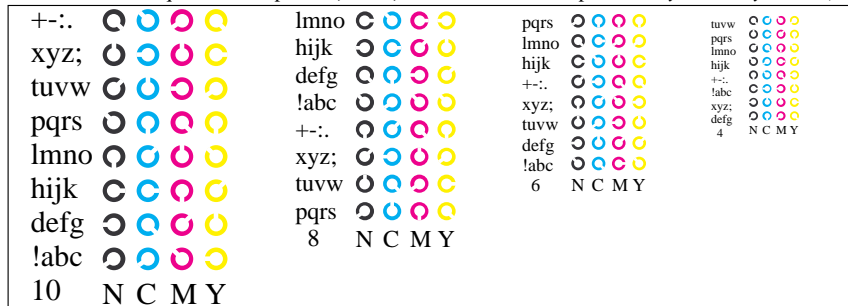 +-:.
xyz;
tuvw
pqrs
lmno
hijk
defg
!abc
10 N C M Y
lmno
hijk
defg
!abc
+-:.
xyz;
tuvw
pqrs
8 N C M Y
pqrs
lmno
hijk
+-:.
xyz;
tuvw
defg
!abc
6 N C M Y
tuvw
pqrs
lmno
hijk
+-:.
!abc
xyz;
defg
4 N C M Y